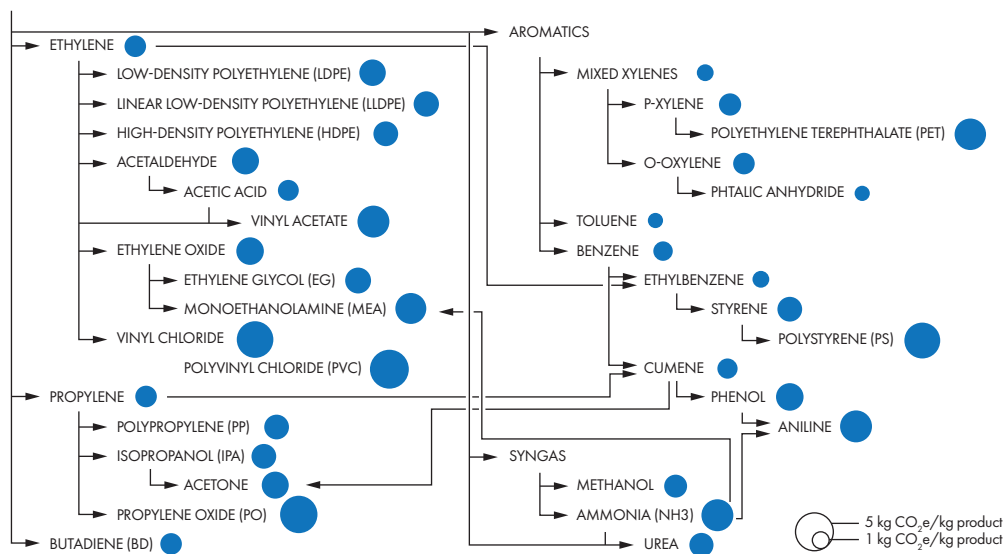 ETHYLENE
LOW-DENSITY POLYETHYLENE (LDPE)
LINEAR LOW-DENSITY POLYETHYLENE (LLDPE)
HIGH-DENSITY POLYETHYLENE (HDPE)
ACETALDEHYDE
ACETIC ACID
VINYL ACETATE
ETHYLENE OXIDE
ETHYLENE GLYCOL (EG)
MONOETHANOLAMINE (MEA)
VINYL CHLORIDE
POLYVINYL CHLORIDE (PVC)
PROPYLENE
POLYPROPYLENE (PP)
ISOPROPANOL (IPA)
ACETONE
PROPYLENE OXIDE (PO)
BUTADIENE (BD)
AROMATICS
MIXED XYLENES
P-XYLENE
POLYETHYLENE TEREPHTHALATE (PET)
O-OXYLENE
PHTALIC ANHYDRIDE
TOLUENE
BENZENE
ETHYLBENZENE
STYRENE
POLYSTYRENE (PS)
CUMENE
PHENOL
ANILINE
SYNGAS
METHANOL
AMMONIA (NH3)
UREA
5 kg CO2e/kg product
1 kg CO2e/kg product